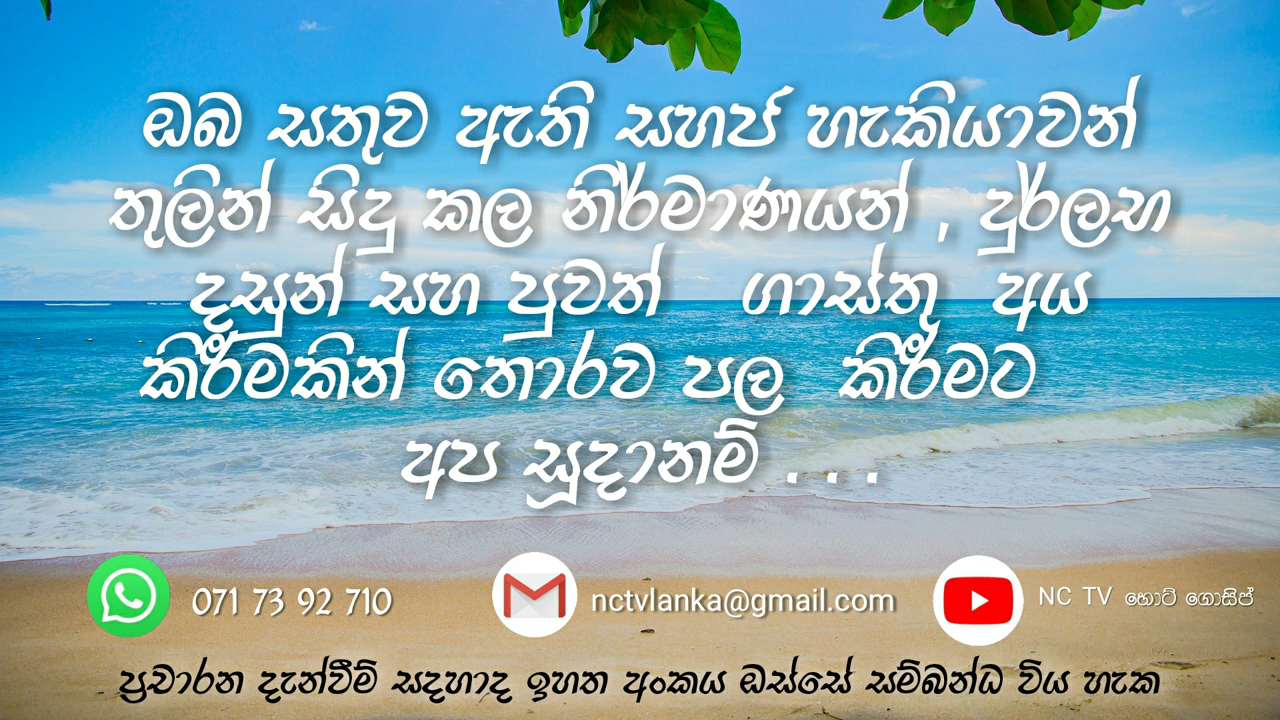 ඔබ සතුව ඇති සහජ හැකියාවන්
තුලින් සිදු කල නිර්මාණයන් , දුර්ලභ
දසුන් සහ පුවත් ගාස්තු අය
කිරීමකින් තොරව පල කිරීමට
අප සූදානම් . . .
071 73 92 710
nctvlanka@gmail.com
NC TV හොට් ගොසිප්
ප්‍රචාරන දැන්වීම් සදහාද ඉහත අංකය ඔස්සේ සම්බන්ධ විය හැක